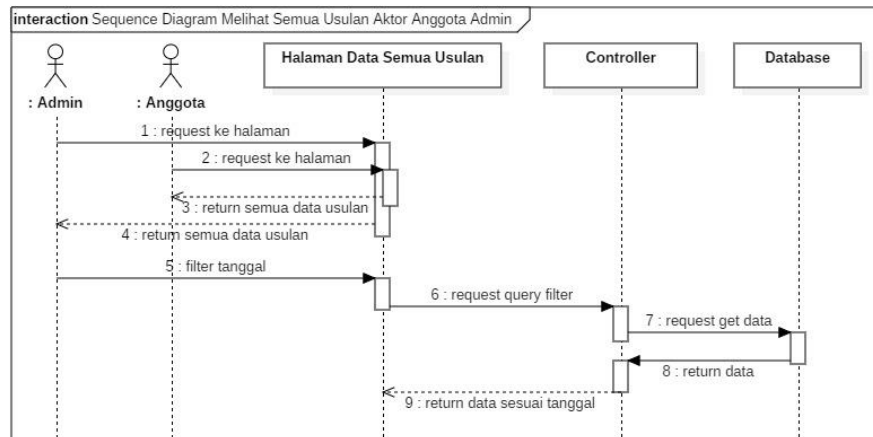 interaction Sequence Diagram Melihat Semua Usulan Aktor Anggota Admin
Halaman Data Semua Usulan
Controller
Database
: Admin
: Anggota
1 : request ke halaman
2 : request ke halaman
3 : return semua data usulan
4 : return semua data usulan
5 : filter tanggal
6 : request query filter
7 : request get data
8 : return data
9 : return data sesuai tanggal